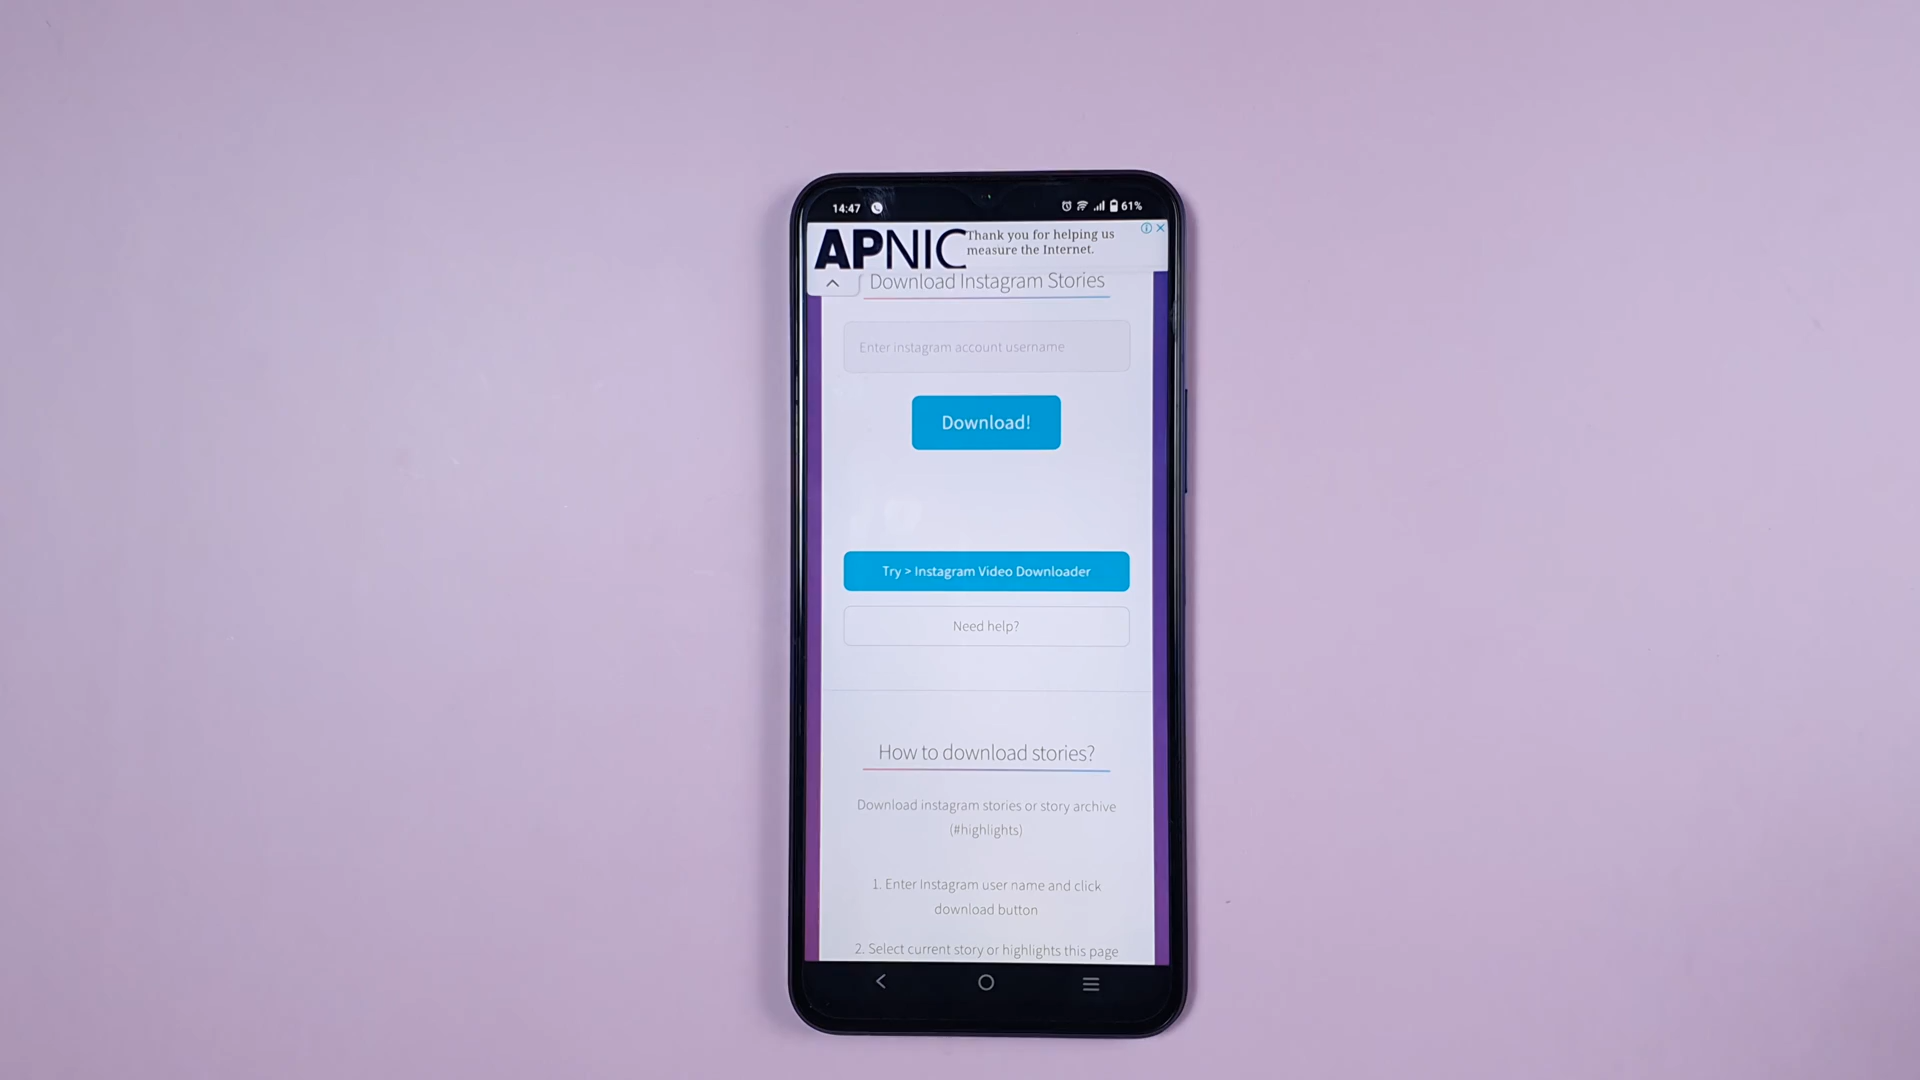 14:47
61%
APNIC
Thank you for helping us
measure the Internet.
Download Instagram Stories
Enter instagram account username
Download!
Try > Instagram Video Downloader
Need help?
How to download stories?
Download instagram stories or story archive
(#highlights)
1. Enter Instagram user name and click
download button
2. Select current story or highlights this page